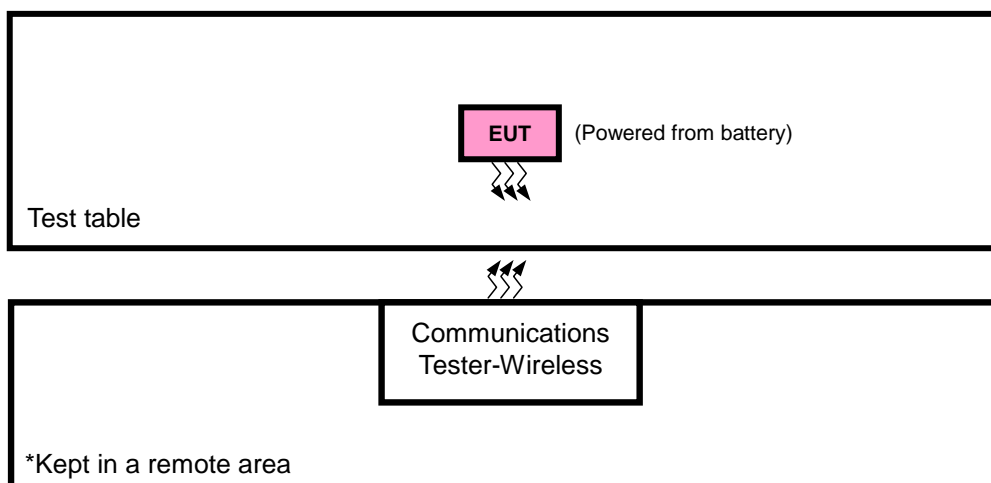 EUT
(Powered from battery)
Test table
Communications
Tester-Wireless
*Kept in a remote area